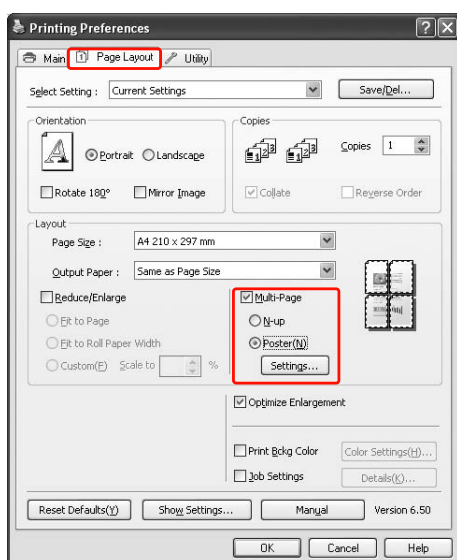 Printing Preferences
Main Page Layout Utility
Select Setting : Current Settings Save/Del...
Orientation Copies
Portrait Landscape Copies 1
Rotate 180° Mirror Image Collate Reverse Order
Layout
Page Size : A4 210 x 297 mm
Output Paper : Same as Page Size
Reduce/Enlarge Multi-Page
Fit to Page N-up
Fit to Roll Paper Width Poster(N)
Custom(F) Scale to % Settings...
Optimize Enlargement
Print Bckg Color Color Settings(H)...
Job Settings Details(K)...
Reset Defaults(Y) Show Settings... Manual Version 6.50
OK Cancel Help